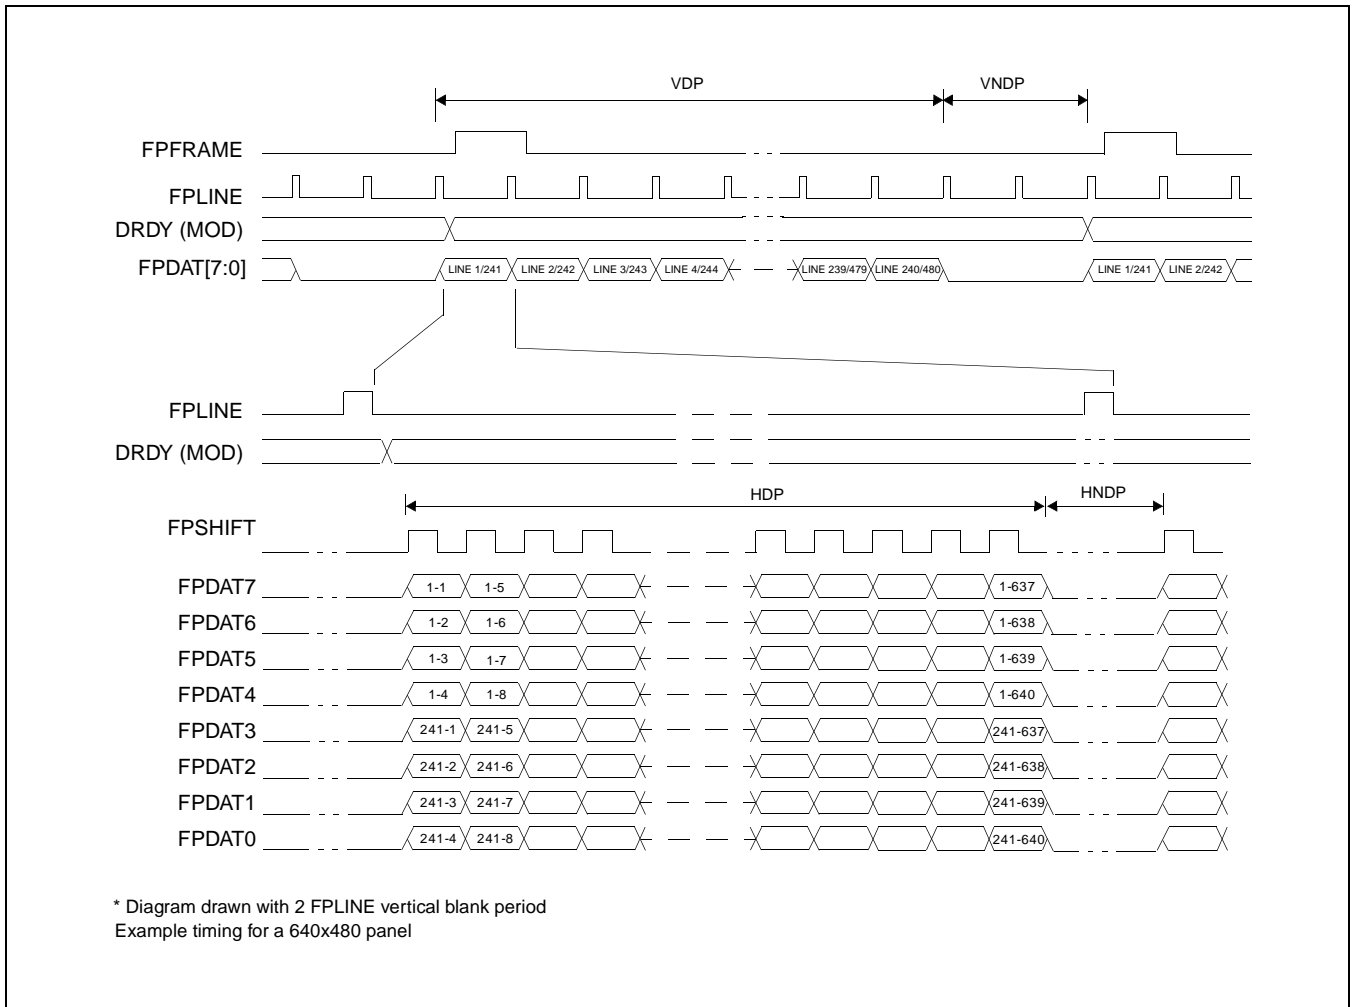 VDP VNDP
FPFRAME
FPLINE
DRDY (MOD)
FPDAT[7:0] LINE 1/241 LINE 2/242 LINE 3/243 LINE 4/244 LINE 239/479 LINE 240/480 LINE 1/241 LINE 2/242
FPLINE
DRDY (MOD)
HDP HNDP
FPSHIFT
FPDAT7 1-1 1-5 1-637
FPDAT6 1-2 1-6 1-638
FPDAT5 1-3 1-7 1-639
FPDAT4 1-4 1-8 1-640
FPDAT3 241-1 241-5 241-637
FPDAT2 241-2 241-6 241-638
FPDAT1 241-3 241-7 241-639
FPDAT0 241-4 241-8 241-640
* Diagram drawn with 2 FPLINE vertical blank period
Example timing for a 640x480 panel